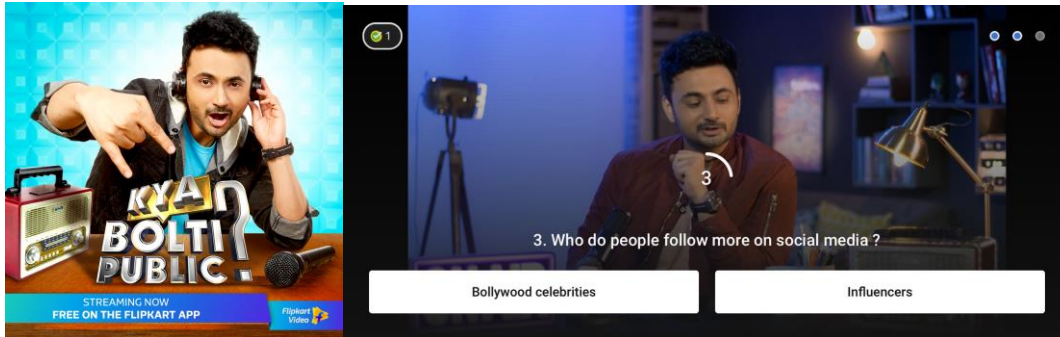 KYA
BOLTI
PUBLIC?
STREAMING NOW
FREE ON THE FLIPKART APP
Flipkart
Video
1
3
3. Who do people follow more on social media ?
Bollywood celebrities
Influencers